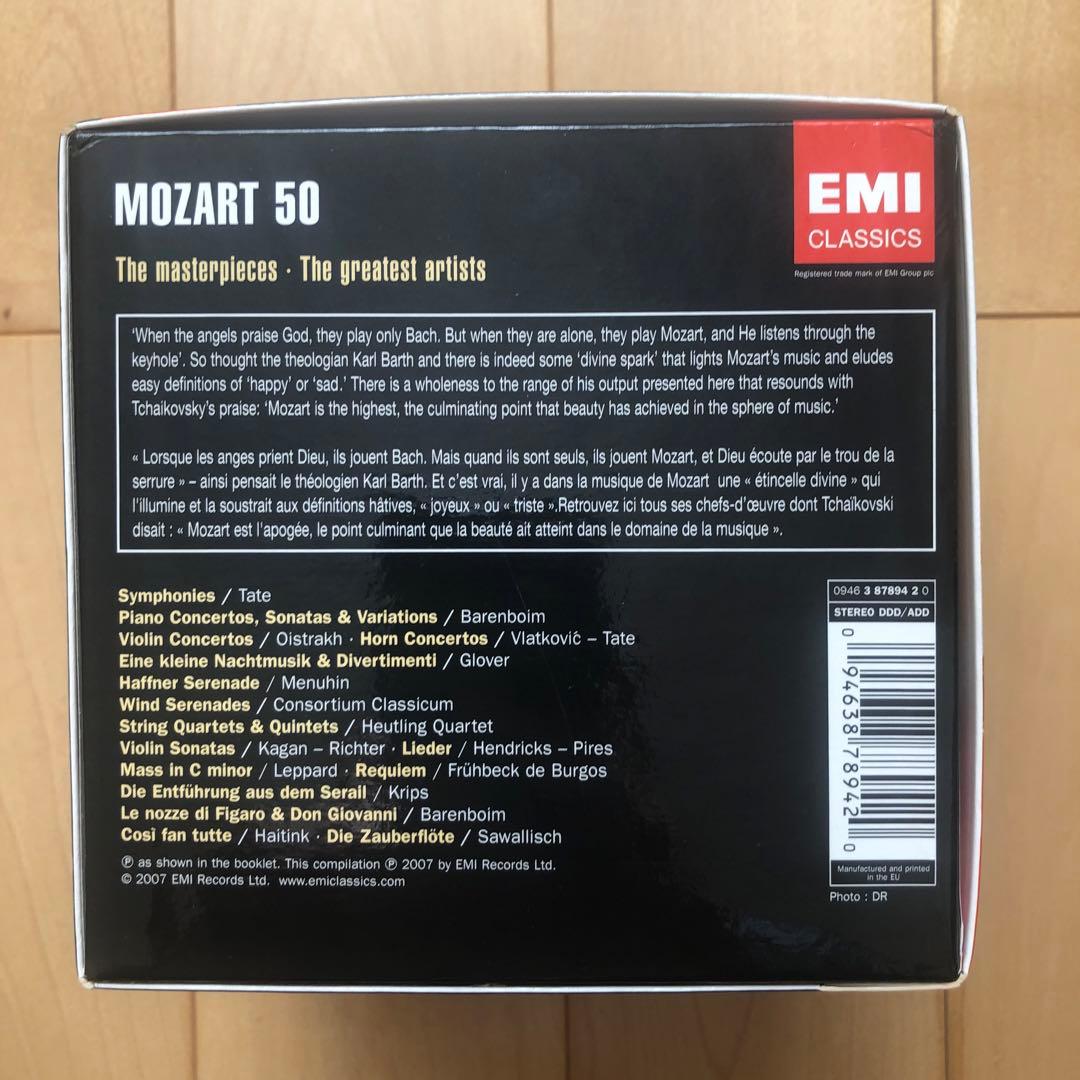 MOZART 50
EMI
CLASSICS
Registered trade mark of EMI Group plc
The masterpieces · The greatest artists
‘When the angels praise God, they play only Bach. But when they are alone, they play Mozart, and He listens through the
keyhole’. So thought the theologian Karl Barth and there is indeed some ‘divine spark’ that lights Mozart’s music and eludes
easy definitions of ‘happy’ or ‘sad.’ There is a wholeness to the range of his output presented here that resounds with
Tchaikovsky’s praise: ‘Mozart is the highest, the culminating point that beauty has achieved in the sphere of music.’
« Lorsque les anges prient Dieu, ils jouent Bach. Mais quand ils sont seuls, ils jouent Mozart, et Dieu écoute par le trou de la
serrure » – ainsi pensait le théologien Karl Barth. Et c’est vrai, il y a dans la musique de Mozart une « étincelle divine » qui
l’illumine et la soustrait aux définitions hâtives, « joyeux » ou « triste ».Retrouvez ici tous ses chefs-d’œuvre dont Tchaïkovski
disait : « Mozart est l’apogée, le point culminant que la beauté ait atteint dans le domaine de la musique ».
Symphonies / Tate
Piano Concertos, Sonatas & Variations / Barenboim
Violin Concertos / Oistrakh · Horn Concertos / Vlatković – Tate
Eine kleine Nachtmusik & Divertimenti / Glover
Haffner Serenade / Menuhin
Wind Serenades / Consortium Classicum
String Quartets & Quintets / Heutling Quartet
Violin Sonatas / Kagan – Richter · Lieder / Hendricks – Pires
Mass in C minor / Leppard · Requiem / Frühbeck de Burgos
Die Entführung aus dem Serail / Krips
Le nozze di Figaro & Don Giovanni / Barenboim
Così fan tutte / Haitink · Die Zauberflöte / Sawallisch
℗ as shown in the booklet. This compilation ℗ 2007 by EMI Records Ltd.
© 2007 EMI Records Ltd. www.emiclassics.com
0946 3 87894 2 0
STEREO DDD/ADD
0 94638 78942 0
Manufactured and printed
in the EU
Photo : DR